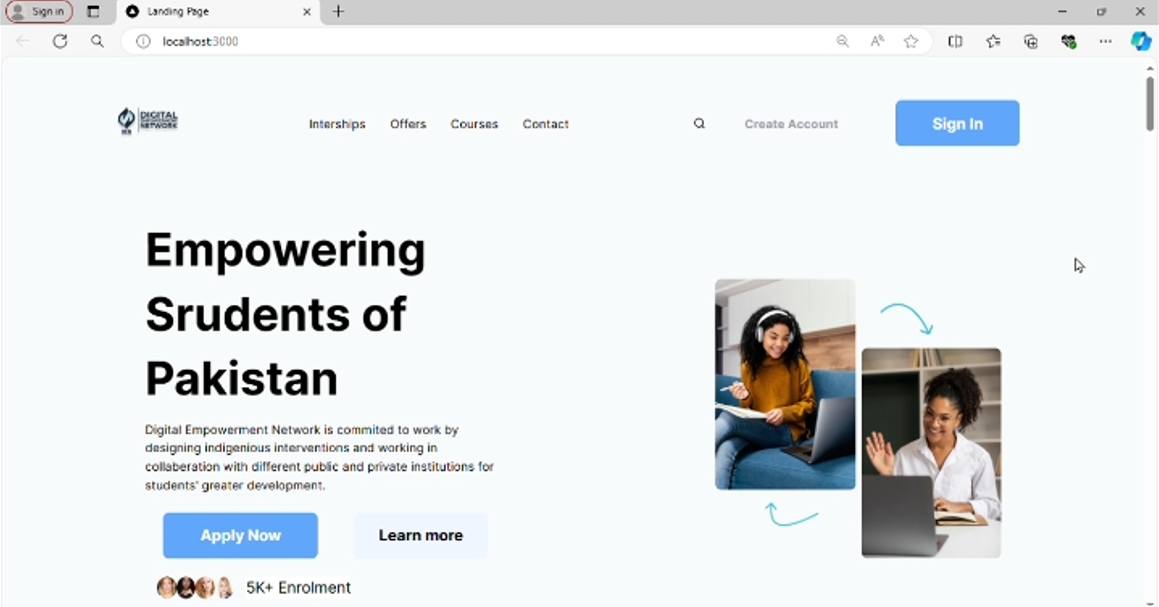 Sign in
Landing Page
localhost:3000
DIGITAL
NETWORK
Interships Offers Courses Contact Create Account Sign In
Empowering
Srudents of
Pakistan
Digital Empowerment Network is commited to work by
designing indigenious interventions and working in
collaberation with different public and private institutions for
students' greater development.
Apply Now Learn more
5K+ Enrolment